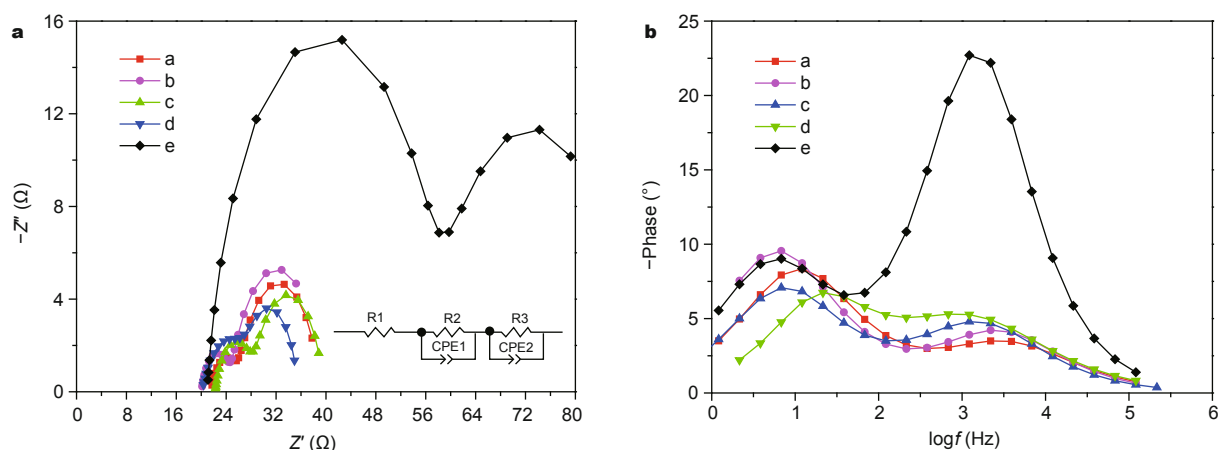 a
16
12
8
4
0
−Z″ (Ω)
a
b
c
d
e
R1
R2
R3
CPE1
CPE2
0 8 16 24 32 40 48 56 64 72 80
Z′ (Ω)
b
25
20
15
10
5
0
−Phase (°)
a
b
c
d
e
0 1 2 3 4 5 6
logf (Hz)